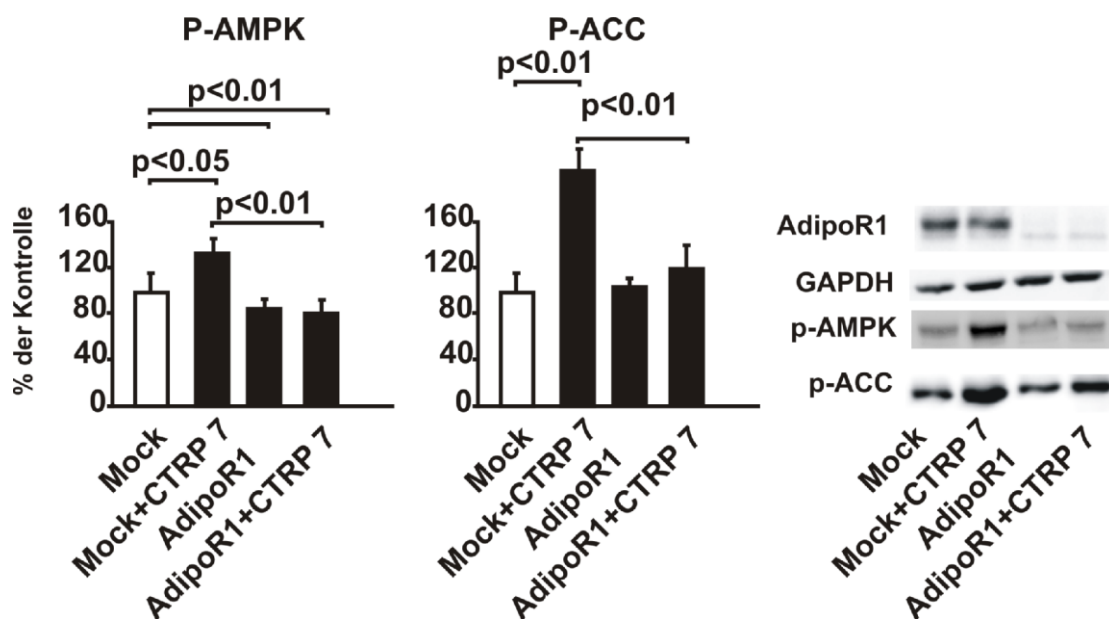 P-AMPK
p<0.01
p<0.05
p<0.01
% der Kontrolle
160
120
80
40
0
Mock
Mock+CTRP 7
AdipoR1
AdipoR1+CTRP 7
P-ACC
p<0.01
p<0.01
160
120
80
40
0
Mock
Mock+CTRP 7
AdipoR1
AdipoR1+CTRP 7
AdipoR1
GAPDH
p-AMPK
p-ACC
Mock
Mock+CTRP 7
AdipoR1
AdipoR1+CTRP 7